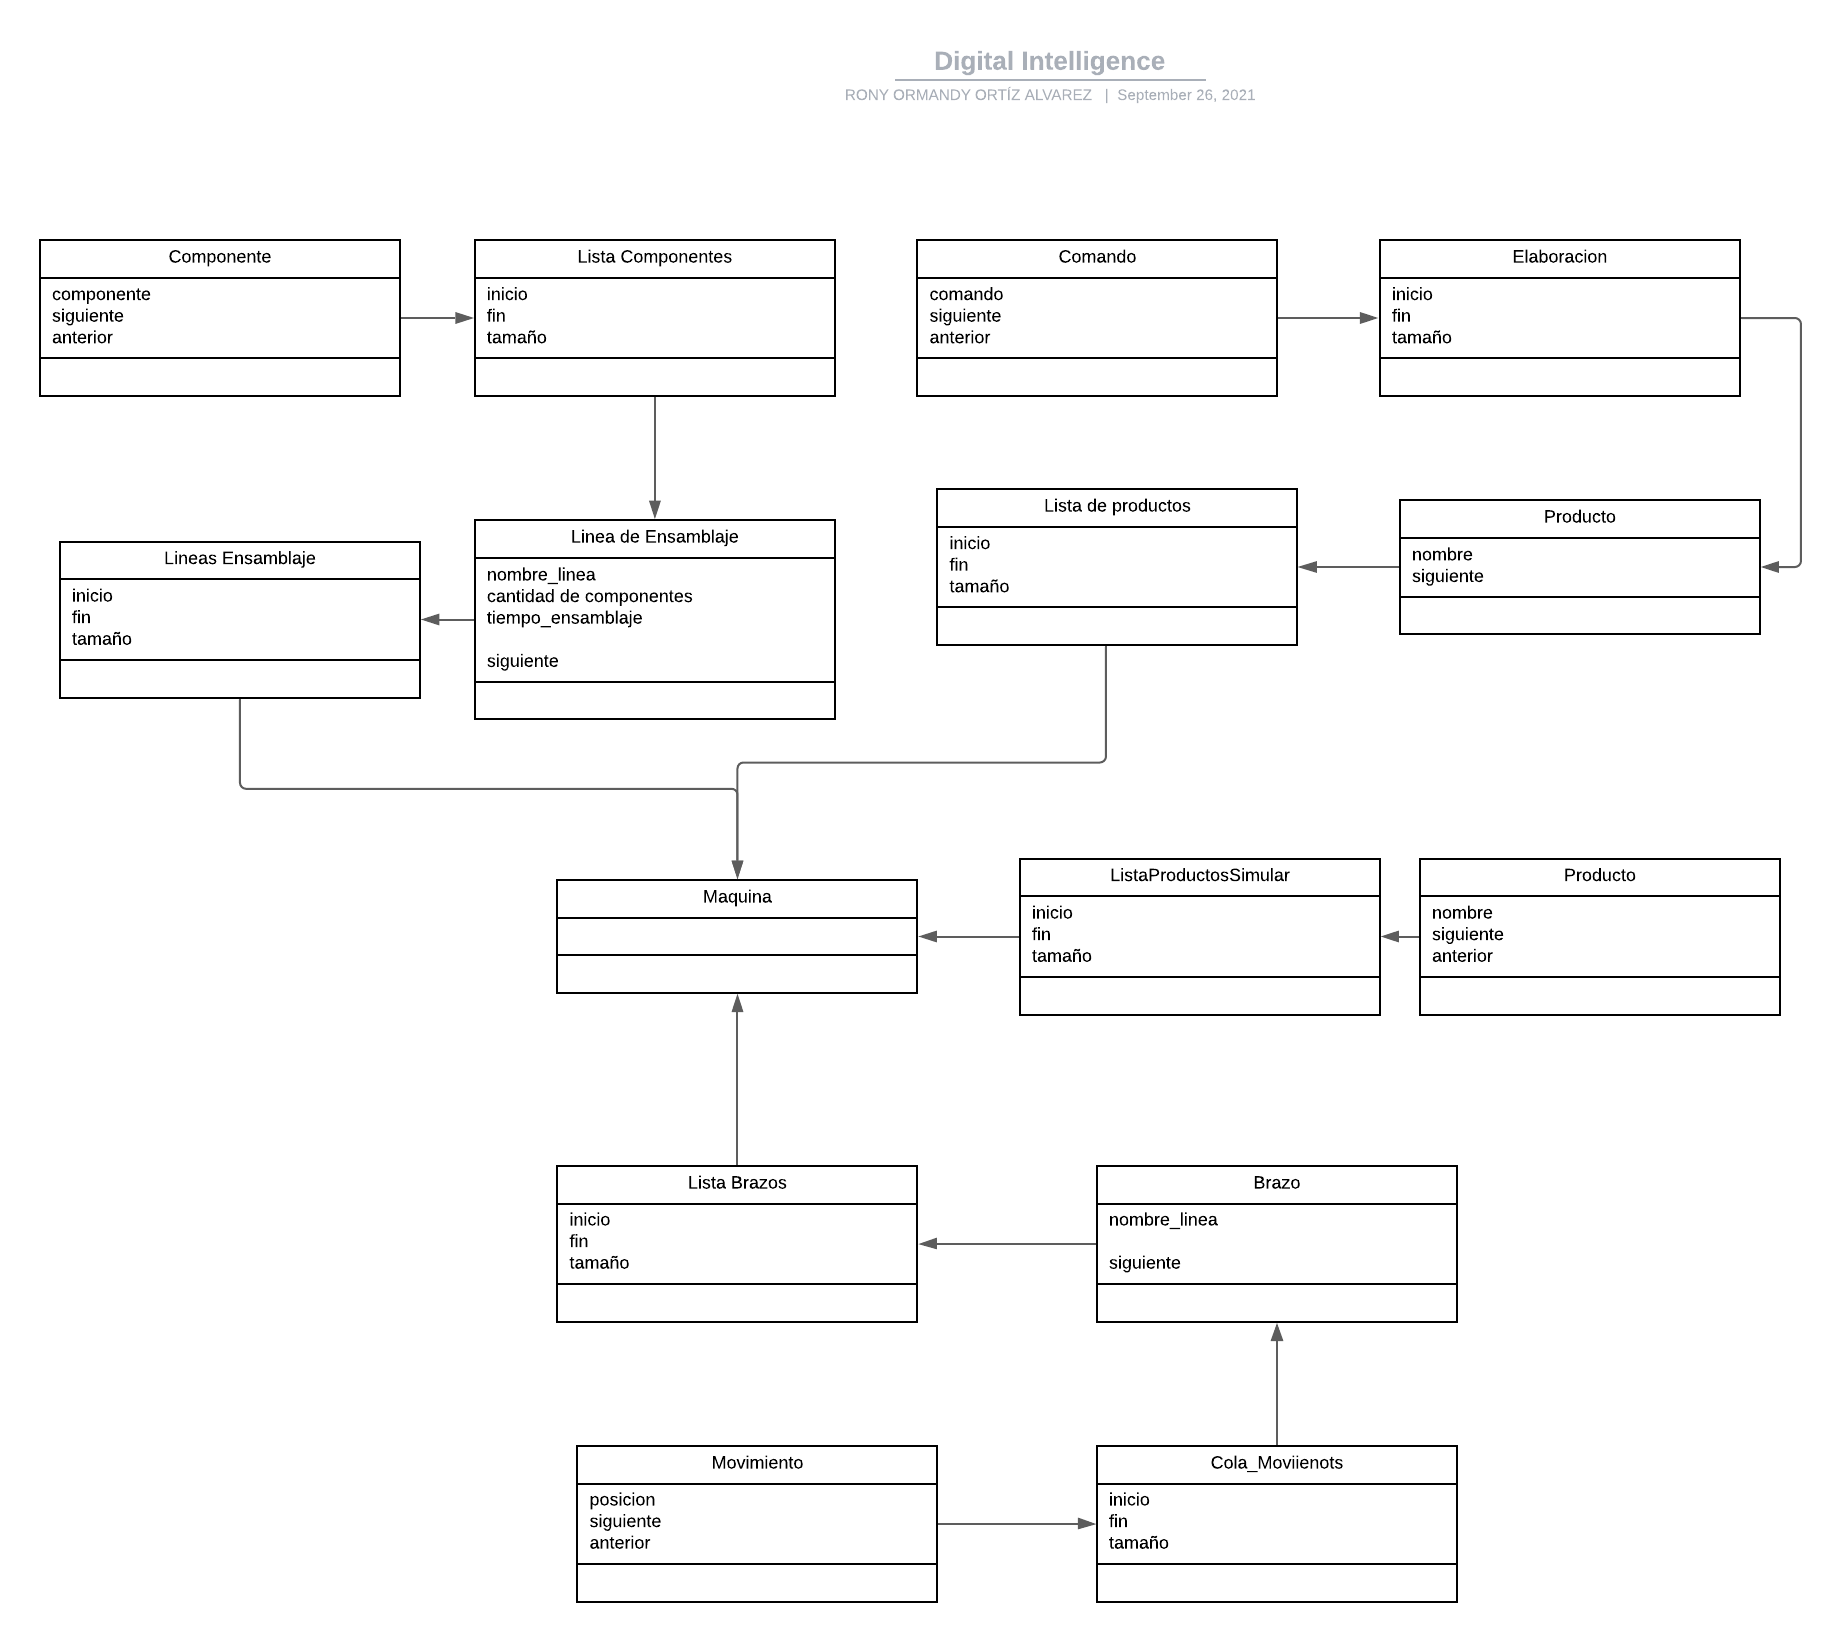 Digital Intelligence
RONY ORMANDY ORTÍZ ALVAREZ | September 26, 2021
Componente
componente
siguiente
anterior
Lista Componentes
inicio
fin
tamaño
Comando
comando
siguiente
anterior
Elaboracion
inicio
fin
tamaño
Lineas Ensamblaje
inicio
fin
tamaño
Linea de Ensamblaje
nombre_linea
cantidad de componentes
tiempo_ensamblaje
siguiente
Lista de productos
inicio
fin
tamaño
Producto
nombre
siguiente
Maquina
ListaProductosSimular
inicio
fin
tamaño
Producto
nombre
siguiente
anterior
Lista Brazos
inicio
fin
tamaño
Brazo
nombre_linea
siguiente
Movimiento
posicion
siguiente
anterior
Cola_Moviienots
inicio
fin
tamaño